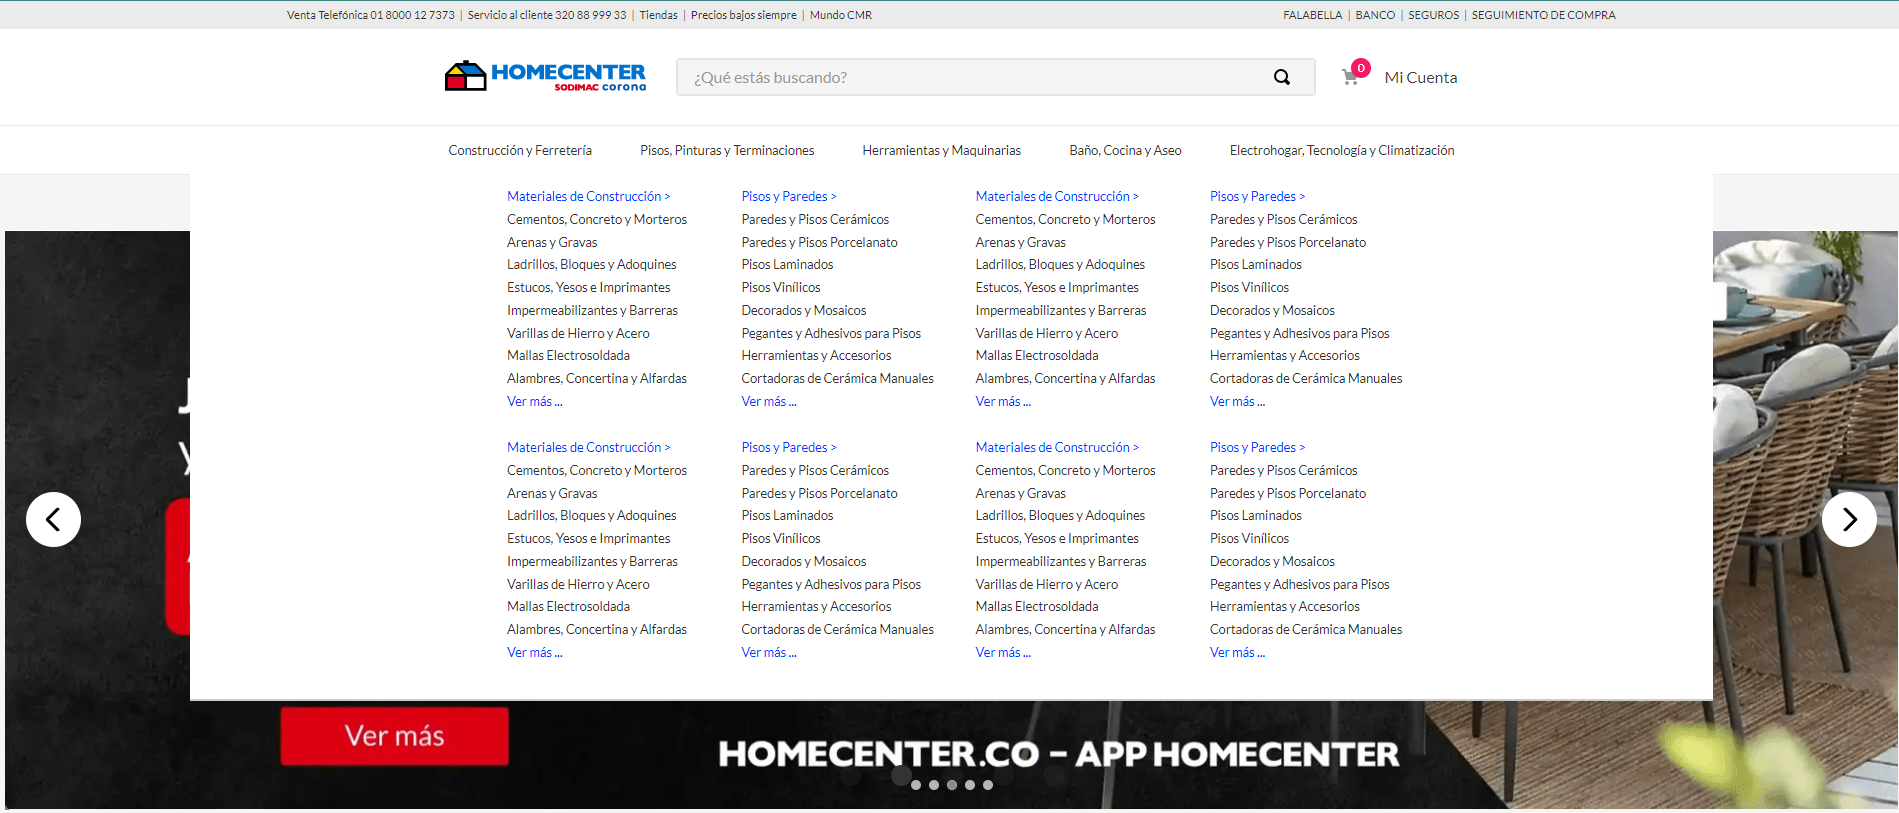 Venta Telefónica 01 8000 12 7373 | Servicio al cliente 320 88 999 33 | Tiendas | Precios bajos siempre | Mundo CMR
FALABELLA | BANCO | SEGUROS | SEGUIMIENTO DE COMPRA
HOMECENTER
SODIMAC corona
¿Qué estás buscando?
0
Mi Cuenta
Construcción y Ferretería
Pisos, Pinturas y Terminaciones
Herramientas y Maquinarias
Baño, Cocina y Aseo
Electrohogar, Tecnología y Climatización
Materiales de Construcción >
Cementos, Concreto y Morteros
Arenas y Gravas
Ladrillos, Bloques y Adoquines
Estucos, Yesos e Imprimantes
Impermeabilizantes y Barreras
Varillas de Hierro y Acero
Mallas Electrosoldada
Alambres, Concertina y Alfardas
Ver más ...
Pisos y Paredes >
Paredes y Pisos Cerámicos
Paredes y Pisos Porcelanato
Pisos Laminados
Pisos Vinílicos
Decorados y Mosaicos
Pegantes y Adhesivos para Pisos
Herramientas y Accesorios
Cortadoras de Cerámica Manuales
Ver más ...
Materiales de Construcción >
Cementos, Concreto y Morteros
Arenas y Gravas
Ladrillos, Bloques y Adoquines
Estucos, Yesos e Imprimantes
Impermeabilizantes y Barreras
Varillas de Hierro y Acero
Mallas Electrosoldada
Alambres, Concertina y Alfardas
Ver más ...
Pisos y Paredes >
Paredes y Pisos Cerámicos
Paredes y Pisos Porcelanato
Pisos Laminados
Pisos Vinílicos
Decorados y Mosaicos
Pegantes y Adhesivos para Pisos
Herramientas y Accesorios
Cortadoras de Cerámica Manuales
Ver más ...
Materiales de Construcción >
Cementos, Concreto y Morteros
Arenas y Gravas
Ladrillos, Bloques y Adoquines
Estucos, Yesos e Imprimantes
Impermeabilizantes y Barreras
Varillas de Hierro y Acero
Mallas Electrosoldada
Alambres, Concertina y Alfardas
Ver más ...
Pisos y Paredes >
Paredes y Pisos Cerámicos
Paredes y Pisos Porcelanato
Pisos Laminados
Pisos Vinílicos
Decorados y Mosaicos
Pegantes y Adhesivos para Pisos
Herramientas y Accesorios
Cortadoras de Cerámica Manuales
Ver más ...
Materiales de Construcción >
Cementos, Concreto y Morteros
Arenas y Gravas
Ladrillos, Bloques y Adoquines
Estucos, Yesos e Imprimantes
Impermeabilizantes y Barreras
Varillas de Hierro y Acero
Mallas Electrosoldada
Alambres, Concertina y Alfardas
Ver más ...
Pisos y Paredes >
Paredes y Pisos Cerámicos
Paredes y Pisos Porcelanato
Pisos Laminados
Pisos Vinílicos
Decorados y Mosaicos
Pegantes y Adhesivos para Pisos
Herramientas y Accesorios
Cortadoras de Cerámica Manuales
Ver más ...
Ver más
HOMECENTER.CO – APP HOMECENTER